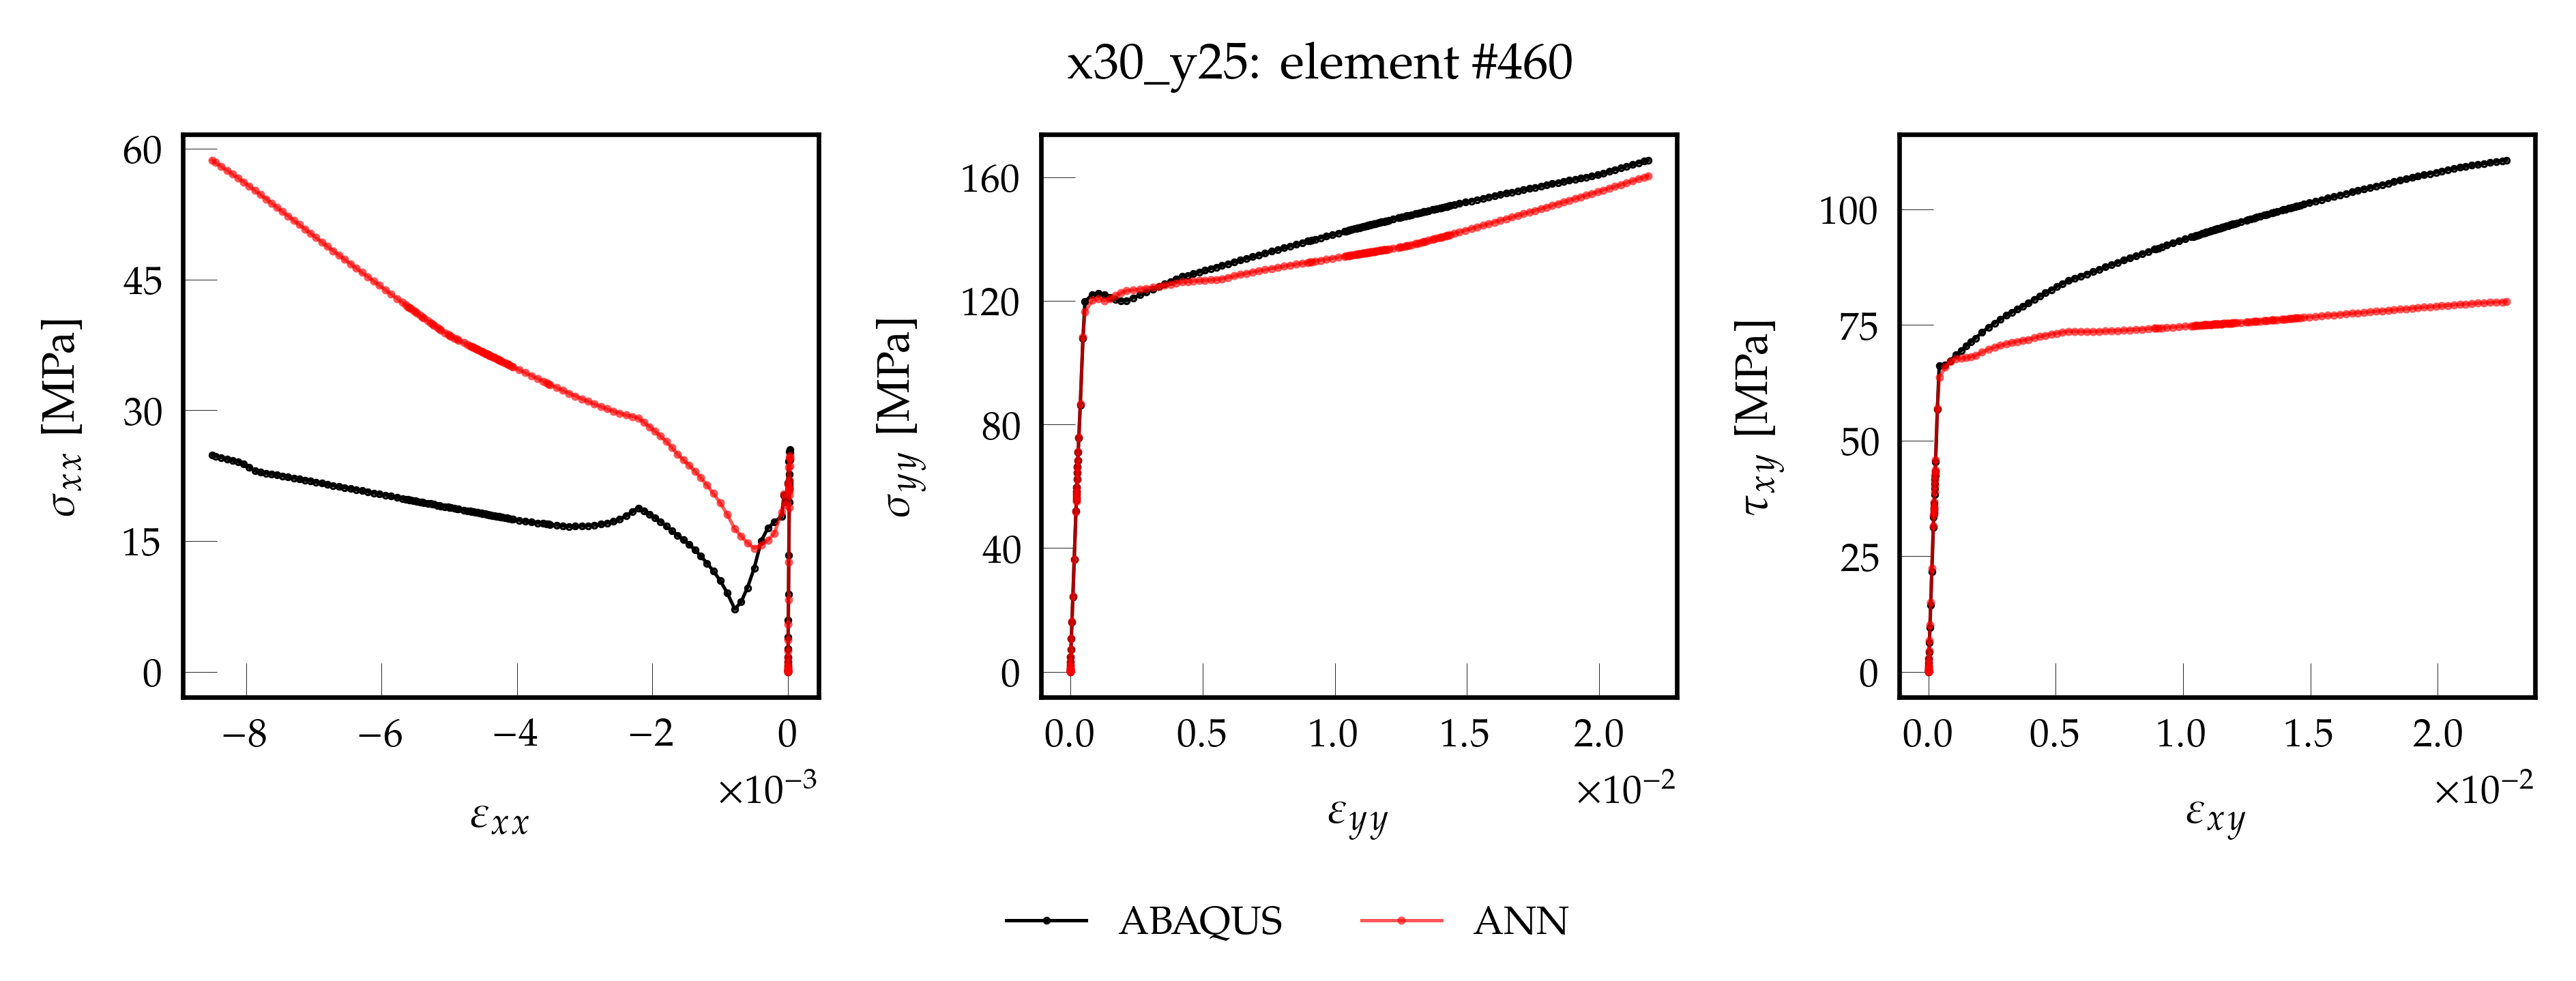 x30_y25: element #460
60
45
30
15
0
σxx [MPa]
−8 −6 −4 −2 0
×10−3
εxx
160
120
80
40
0
σyy [MPa]
0.0 0.5 1.0 1.5 2.0
×10−2
εyy
100
75
50
25
0
τxy [MPa]
0.0 0.5 1.0 1.5 2.0
×10−2
εxy
ABAQUS ANN